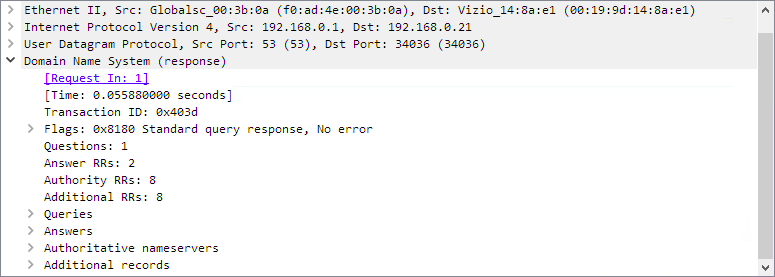 Ethernet II, Src: Globalsc_00:3b:0a (f0:ad:4e:00:3b:0a), Dst: Vizio_14:8a:e1 (00:19:9d:14:8a:e1)
Internet Protocol Version 4, Src: 192.168.0.1, Dst: 192.168.0.21
User Datagram Protocol, Src Port: 53 (53), Dst Port: 34036 (34036)
Domain Name System (response)
[Request In: 1]
[Time: 0.055880000 seconds]
Transaction ID: 0x403d
Flags: 0x8180 Standard query response, No error
Questions: 1
Answer RRs: 2
Authority RRs: 8
Additional RRs: 8
Queries
Answers
Authoritative nameservers
Additional records